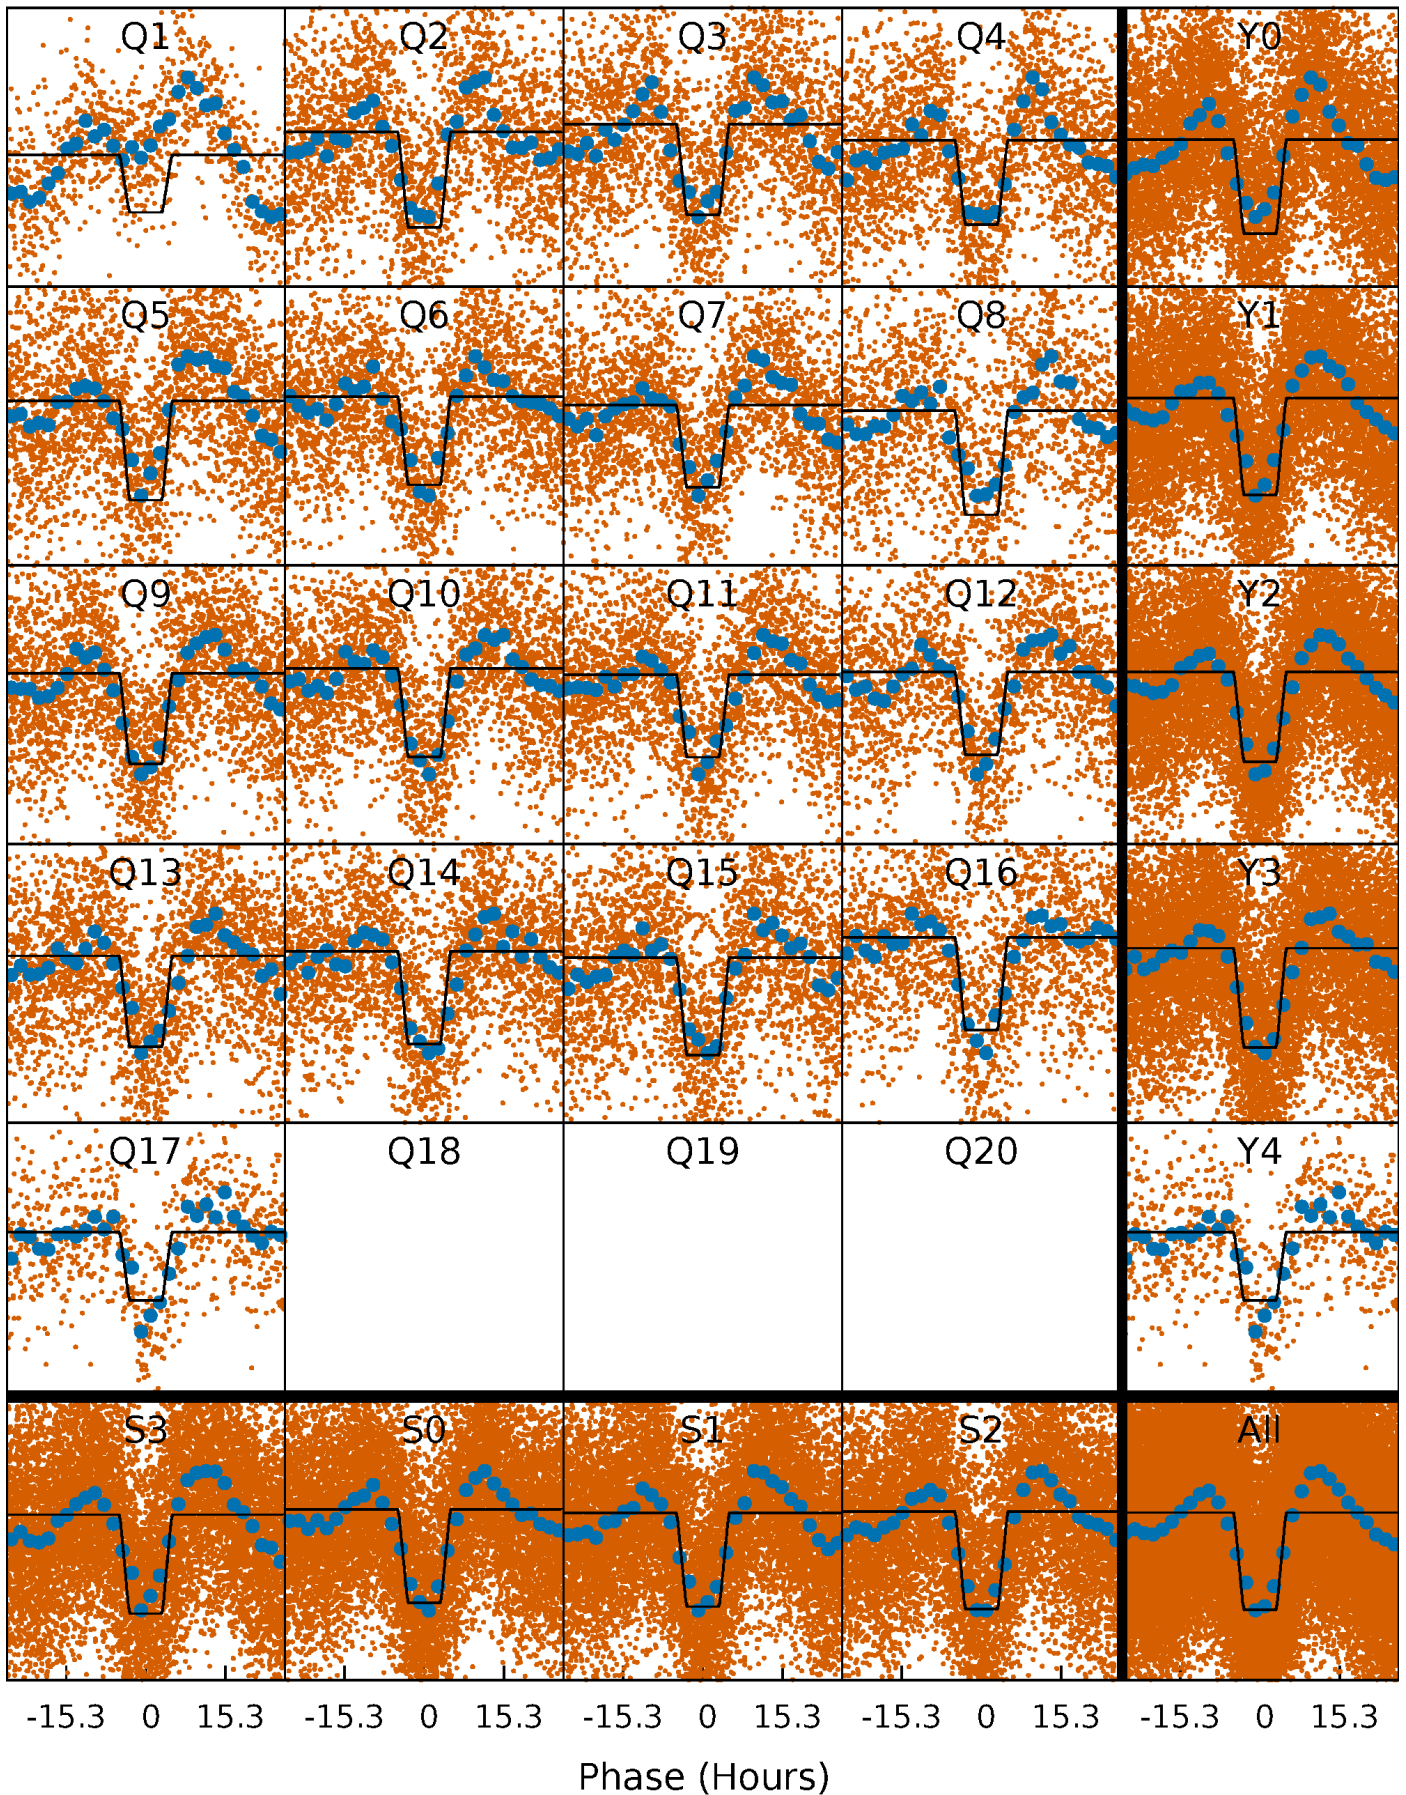 Q1 Q2 Q3 Q4 Y0
Q5 Q6 Q7 Q8 Y1
Q9 Q10 Q11 Q12 Y2
Q13 Q14 Q15 Q16 Y3
Q17 Q18 Q19 Q20 Y4
S3 S0 S1 S2 All
-15.3 0 15.3 -15.3 0 15.3 -15.3 0 15.3 -15.3 0 15.3 -15.3 0 15.3
Phase (Hours)